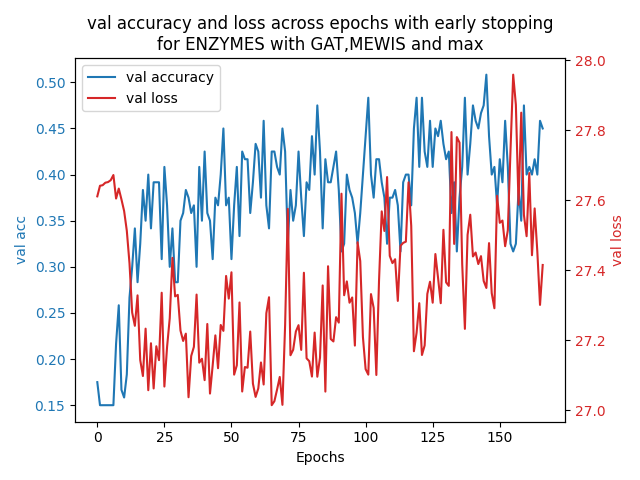 val accuracy and loss across epochs with early stopping
for ENZYMES with GAT,MEWIS and max
val accuracy
val loss
val acc
0.50
0.45
0.40
0.35
0.30
0.25
0.20
0.15
28.0
27.8
27.6
27.4
27.2
27.0
val loss
0 25 50 75 100 125 150
Epochs